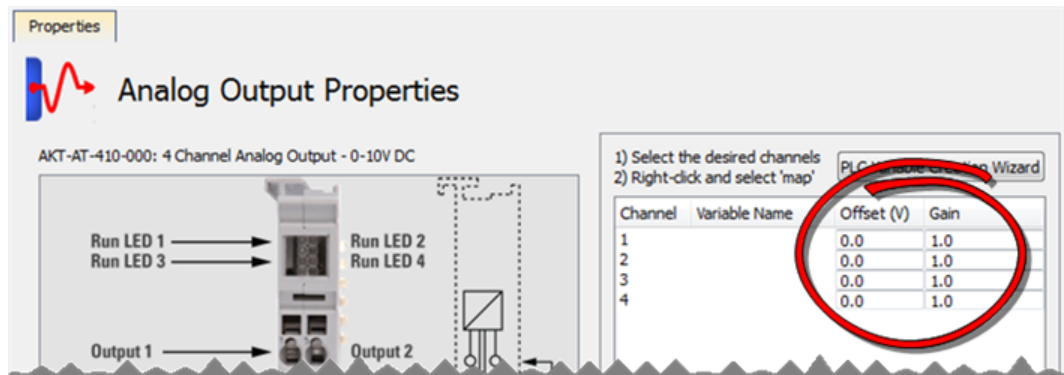 Properties
Analog Output Properties
AKT-AT-410-000: 4 Channel Analog Output - 0-10V DC
Run LED 1
Run LED 2
Run LED 3
Run LED 4
Output 1
Output 2
1) Select the desired channels
2) Right-click and select 'map'
PLC Variable Creation Wizard
Channel Variable Name Offset (V) Gain
1 0.0 1.0
2 0.0 1.0
3 0.0 1.0
4 0.0 1.0